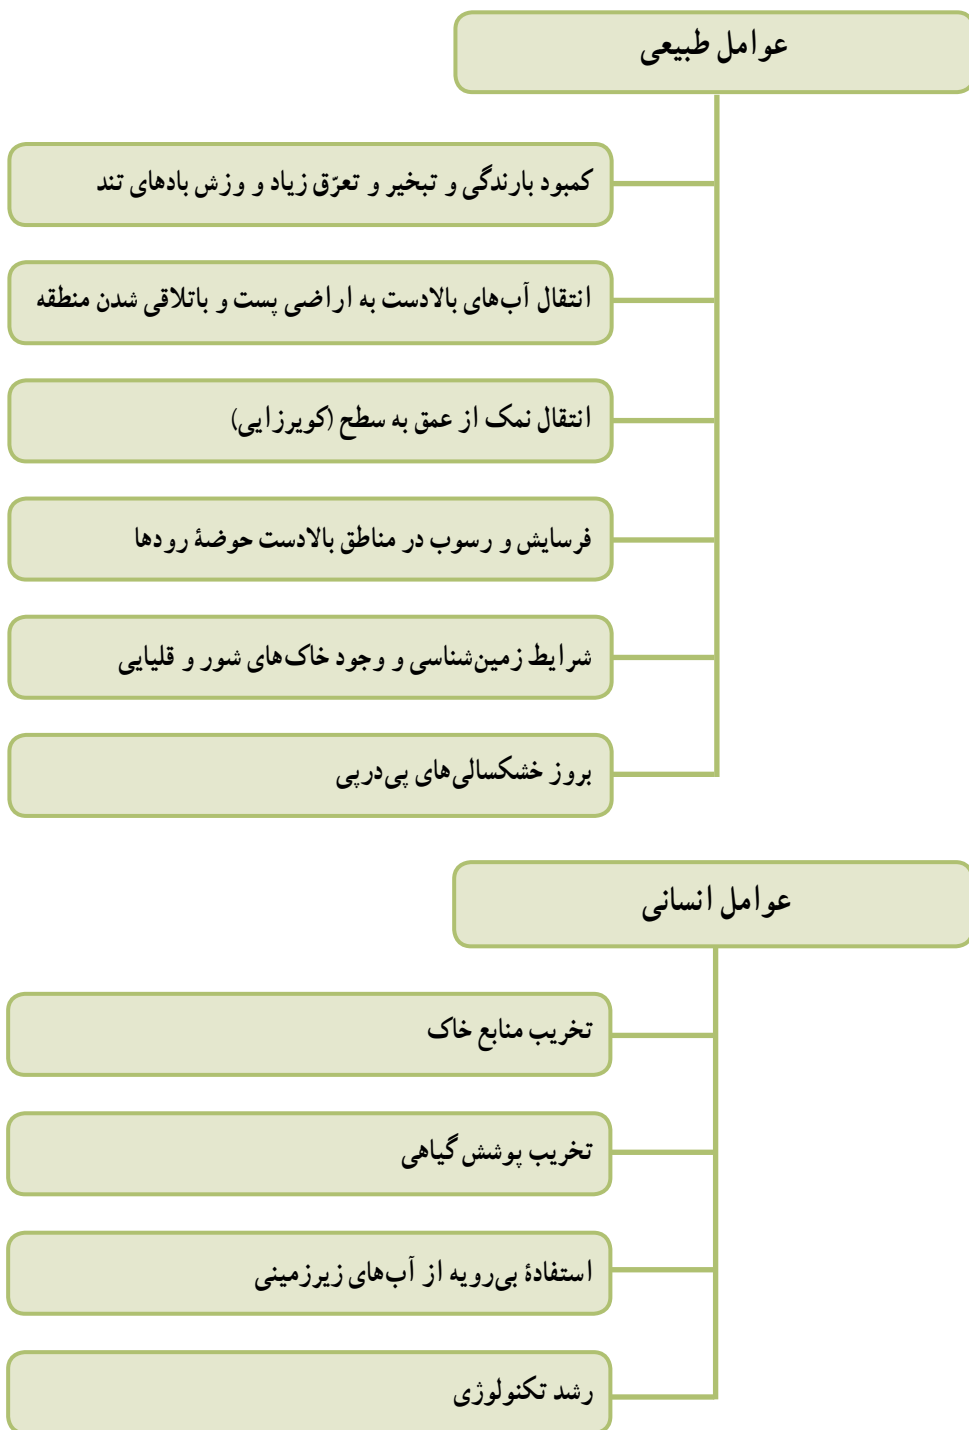 عوامل طبیعی
کمبود بارندگی و تبخیر و تعرّق زیاد و وزش بادهای تند
انتقال آب‌های بالادست به اراضی پست و باتلاقی شدن منطقه
انتقال نمک از عمق به سطح (کویرزایی)
فرسایش و رسوب در مناطق بالادست حوضهٔ رودها
شرایط زمین‌شناسی و وجود خاک‌های شور و قلیایی
بروز خشکسالی‌های پی‌درپی
عوامل انسانی
تخریب منابع خاک
تخریب پوشش گیاهی
استفادهٔ بی‌رویه از آب‌های زیرزمینی
رشد تکنولوژی